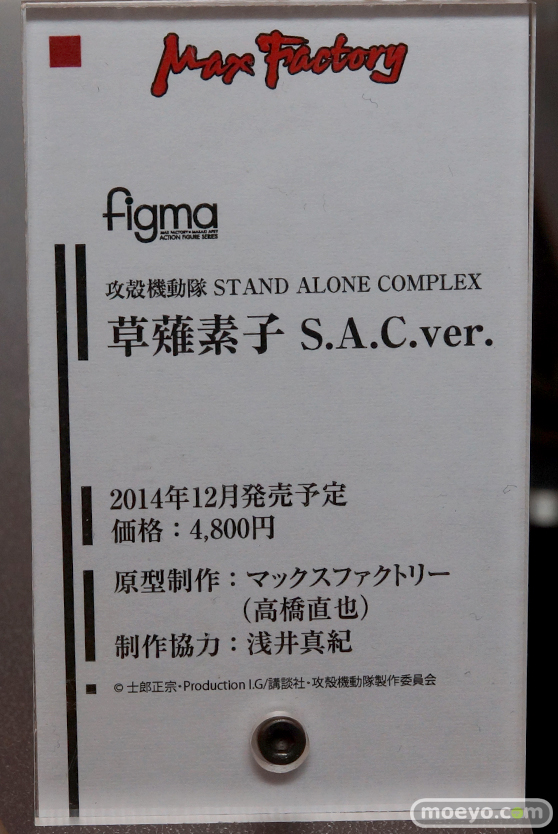 Max Factory
figma
MAX FACTORY × MASAKI APSY
ACTION FIGURE SERIES
攻殻機動隊 STAND ALONE COMPLEX
草薙素子 S.A.C.ver.
2014年12月発売予定
価格：4,800円
原型制作：マックスファクトリー
（高橋直也）
制作協力：浅井真紀
© 士郎正宗・Production I.G/講談社・攻殻機動隊製作委員会
moeyo.com